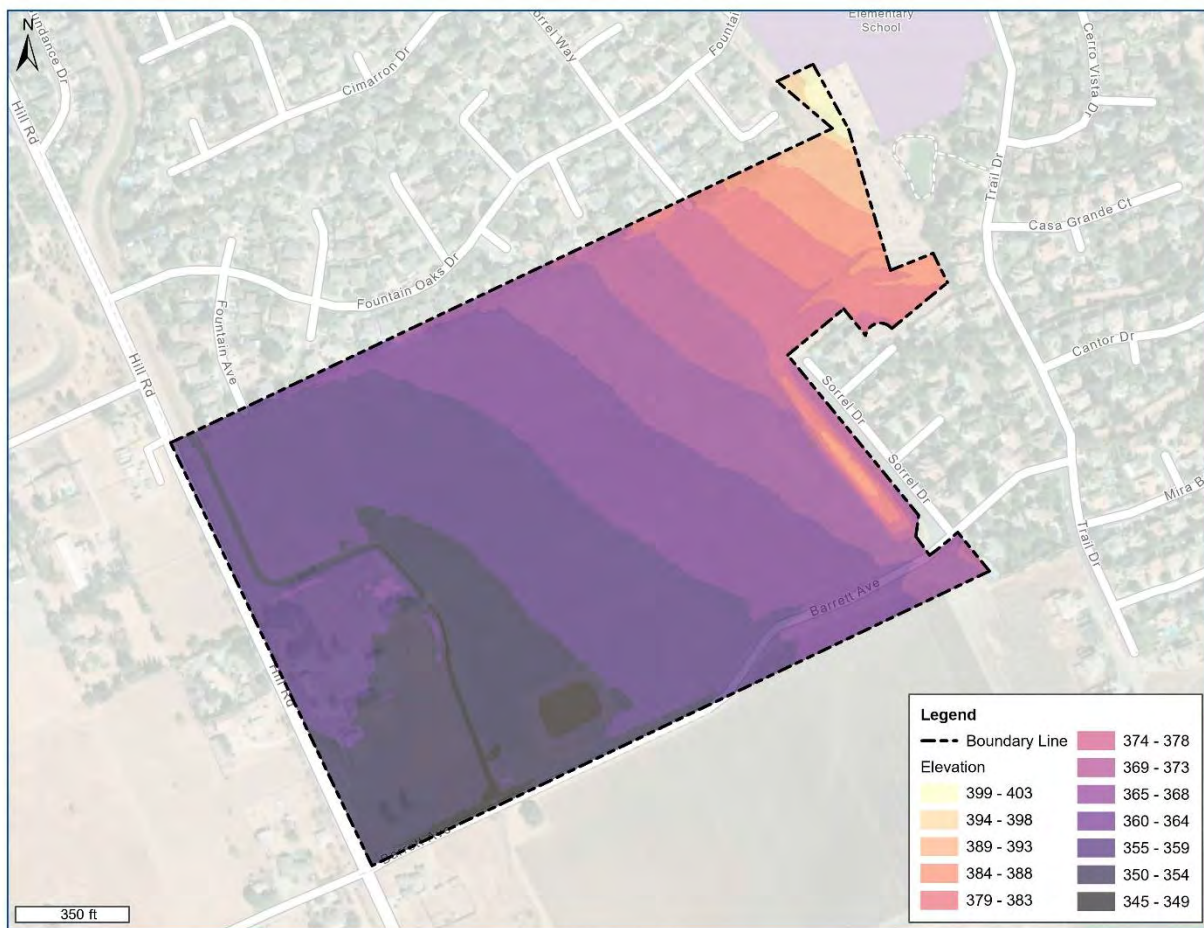 N
Elementary
School
Sorrel Way
Fountain
Cimarron Dr
Cerro Vista Dr
Hill Rd
Trail Dr
Casa Grande Ct
Fountain Oaks Dr
Fountain Ave
Hill Rd
Cantor Dr
Sorrel Dr
Sorrel Dr
Mira B
Trail Dr
Barrett Ave
Hill Rd
Legend
Boundary Line
Elevation
399 - 403
394 - 398
389 - 393
384 - 388
379 - 383
374 - 378
369 - 373
365 - 368
360 - 364
355 - 359
350 - 354
345 - 349
350 ft